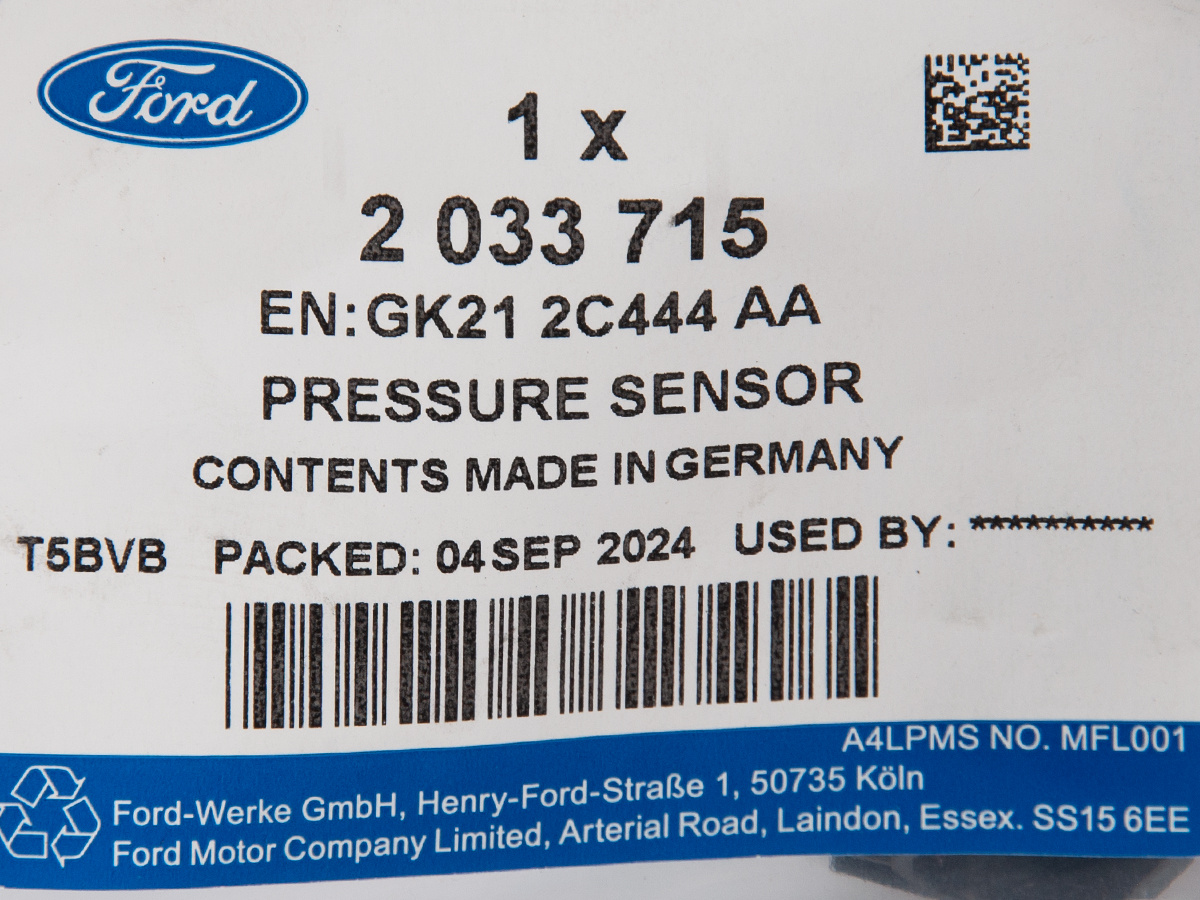 Ford
1 x
2 033 715
EN:GK21 2C444 AA
PRESSURE SENSOR
CONTENTS MADE IN GERMANY
T5BVB PACKED: 04 SEP 2024 USED BY: **********
A4LPMS NO. MFL001
Ford-Werke GmbH, Henry-Ford-Straße 1, 50735 Köln
Ford Motor Company Limited, Arterial Road, Laindon, Essex. SS15 6EE